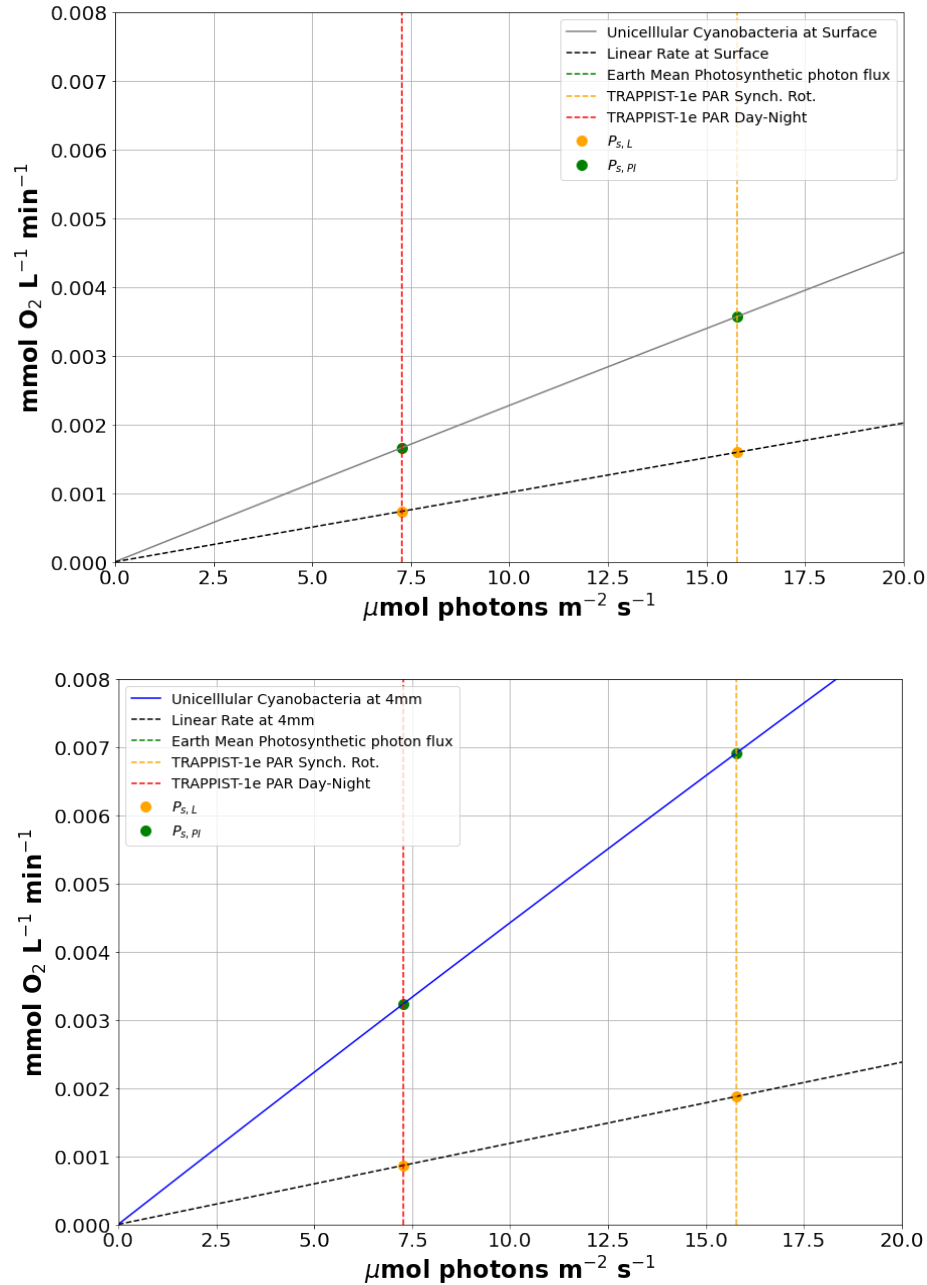 0.008
0.007
0.006
0.005
0.004
0.003
0.002
0.001
0.000
mmol O₂ L⁻¹ min⁻¹
Unicelllular Cyanobacteria at Surface
Linear Rate at Surface
Earth Mean Photosynthetic photon flux
TRAPPIST-1e PAR Synch. Rot.
TRAPPIST-1e PAR Day-Night
Pₛ,L
Pₛ,PI
0.0 2.5 5.0 7.5 10.0 12.5 15.0 17.5 20.0
μmol photons m⁻² s⁻¹
0.008
0.007
0.006
0.005
0.004
0.003
0.002
0.001
0.000
mmol O₂ L⁻¹ min⁻¹
Unicelllular Cyanobacteria at 4mm
Linear Rate at 4mm
Earth Mean Photosynthetic photon flux
TRAPPIST-1e PAR Synch. Rot.
TRAPPIST-1e PAR Day-Night
Pₛ,L
Pₛ,PI
0.0 2.5 5.0 7.5 10.0 12.5 15.0 17.5 20.0
μmol photons m⁻² s⁻¹